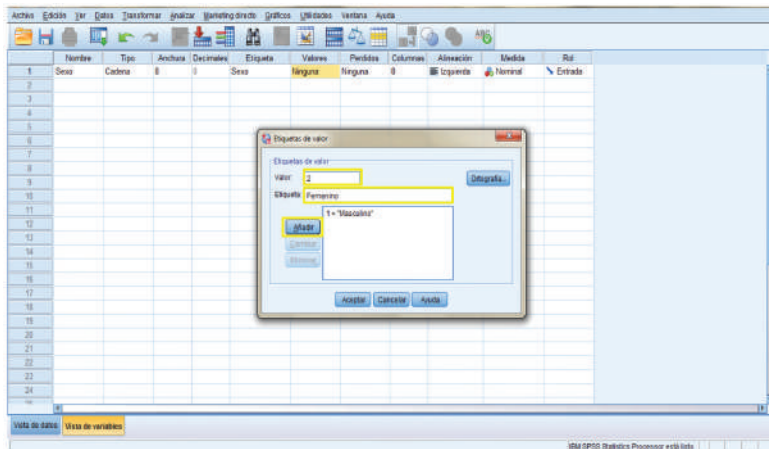 Archivo Edición Ver Datos Transformar Analizar Marketing directo Gráficos Utilidades Ventana Ayuda
Nombre Tipo Anchura Decimales Etiqueta Valores Perdidos Columnas Alineación Medida Rol
1 Sexo Cadena 8 0 Sexo Ninguna Ninguna 8 Izquierda Nominal Entrada
2
3
4
5
6
7
8
9
10
11
12
13
14
15
16
17
18
19
20
21
22
23
24
Etiquetas de valor
Etiquetas de valor
Valor: 2
Ortografía...
Etiqueta: Femenino
1 = "Masculino"
Añadir
Cambiar
Eliminar
Aceptar Cancelar Ayuda
Vista de datos Vista de variables
IBM SPSS Statistics Processor está listo